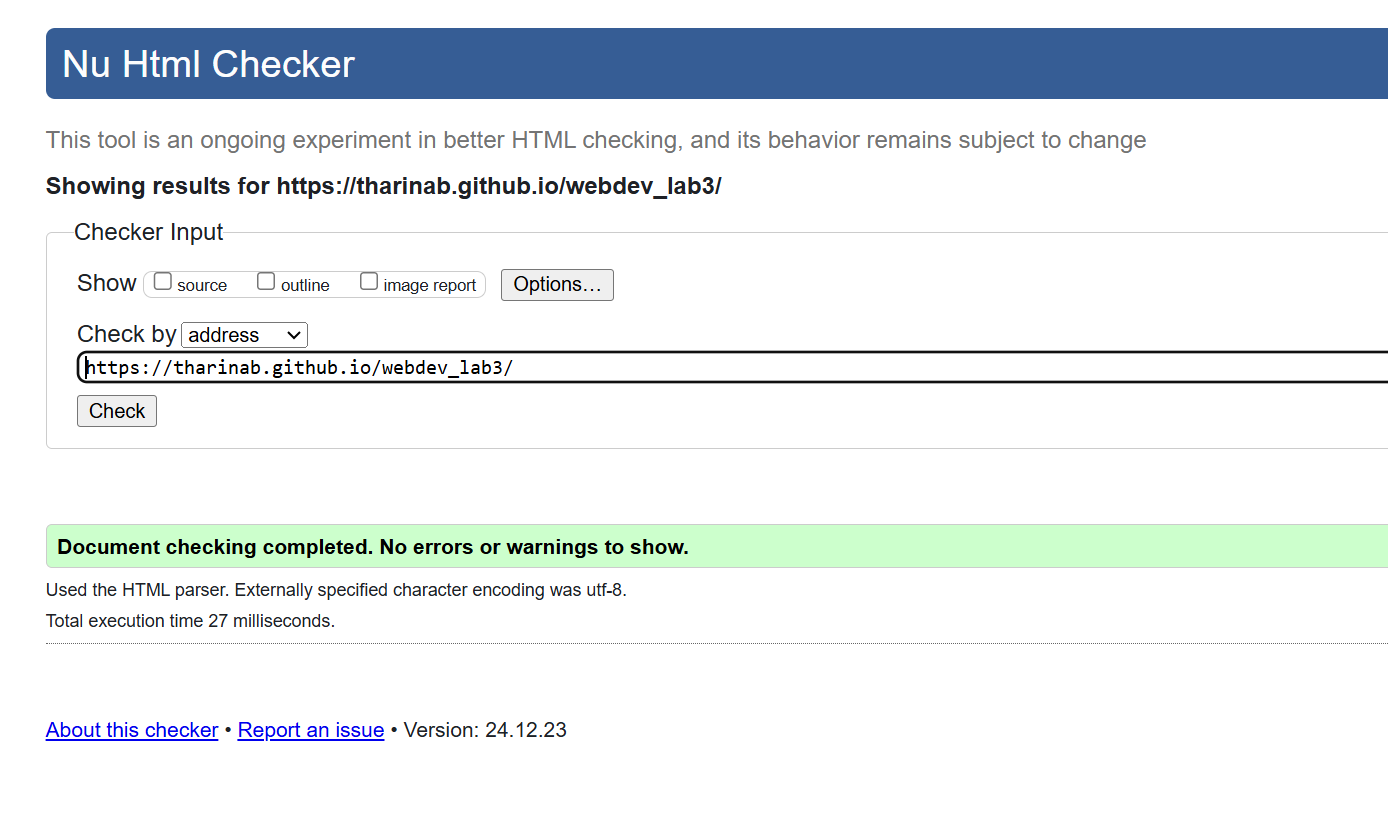 Nu Html Checker
This tool is an ongoing experiment in better HTML checking, and its behavior remains subject to change
Showing results for https://tharinab.github.io/webdev_lab3/
Checker Input
Show source outline image report Options…
Check by address
https://tharinab.github.io/webdev_lab3/
Check
Document checking completed. No errors or warnings to show.
Used the HTML parser. Externally specified character encoding was utf-8.
Total execution time 27 milliseconds.
About this checker • Report an issue • Version: 24.12.23